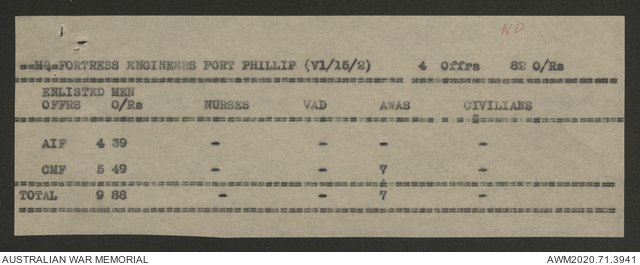 ND
HQ FORTRESS ENGINEERS PORT PHILLIP (V1/15/2) 4 Offrs 82 O/Rs
ENLISTED MEN
OFFRS O/Rs NURSES VAD AWAS CIVILIANS
AIF 4 39 - - - -
CMF 5 49 - - 7 -
TOTAL 9 88 - - 7 -
AUSTRALIAN WAR MEMORIAL AWM2020.71.3941